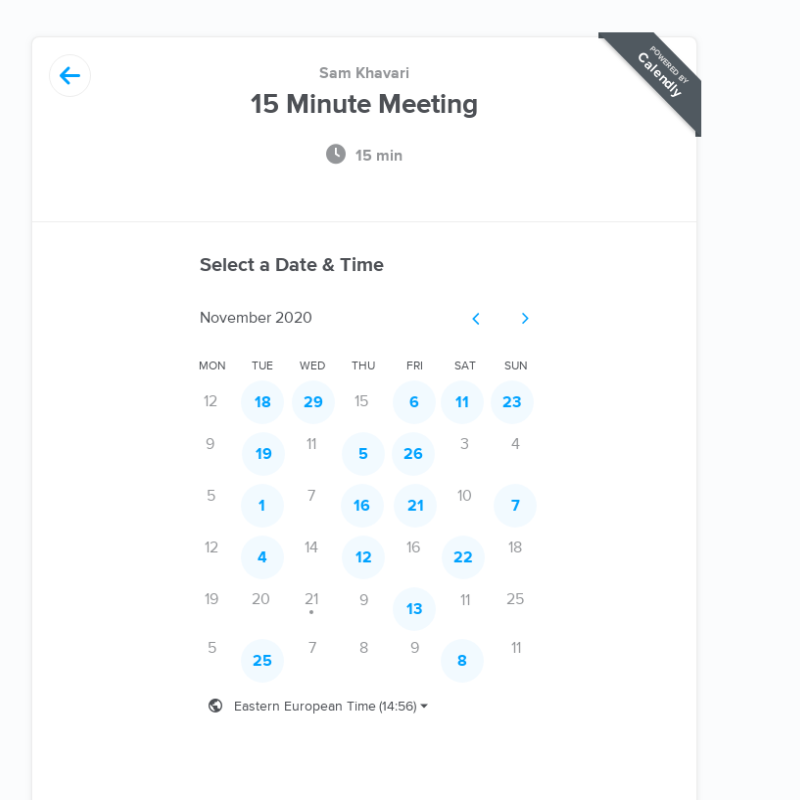 Sam Khavari
POWERED BY
Calendly
15 Minute Meeting
15 min
Select a Date & Time
November 2020
MON TUE WED THU FRI SAT SUN
12 18 29 15 6 11 23
9 19 11 5 26 3 4
5 1 7 16 21 10 7
12 4 14 12 16 22 18
19 20 21 9 13 11 25
5 25 7 8 9 8 11
Eastern European Time (14:56)